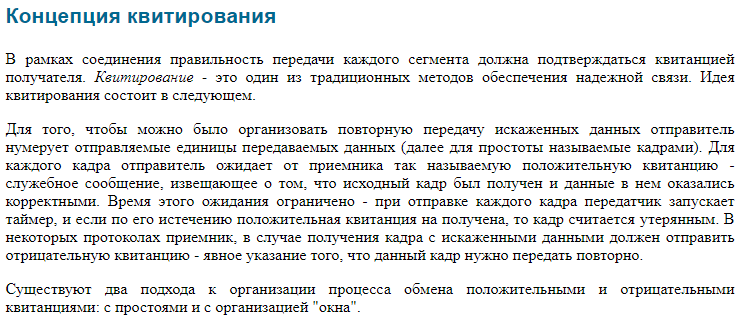 Концепция квитирования
В рамках соединения правильность передачи каждого сегмента должна подтверждаться квитанцией
получателя. Квитирование - это один из традиционных методов обеспечения надежной связи. Идея
квитирования состоит в следующем.
Для того, чтобы можно было организовать повторную передачу искаженных данных отправитель
нумерует отправляемые единицы передаваемых данных (далее для простоты называемые кадрами). Для
каждого кадра отправитель ожидает от приемника так называемую положительную квитанцию -
служебное сообщение, извещающее о том, что исходный кадр был получен и данные в нем оказались
корректными. Время этого ожидания ограничено - при отправке каждого кадра передатчик запускает
таймер, и если по его истечению положительная квитанция на получена, то кадр считается утерянным. В
некоторых протоколах приемник, в случае получения кадра с искаженными данными должен отправить
отрицательную квитанцию - явное указание того, что данный кадр нужно передать повторно.
Существуют два подхода к организации процесса обмена положительными и отрицательными
квитанциями: с простоями и с организацией "окна".